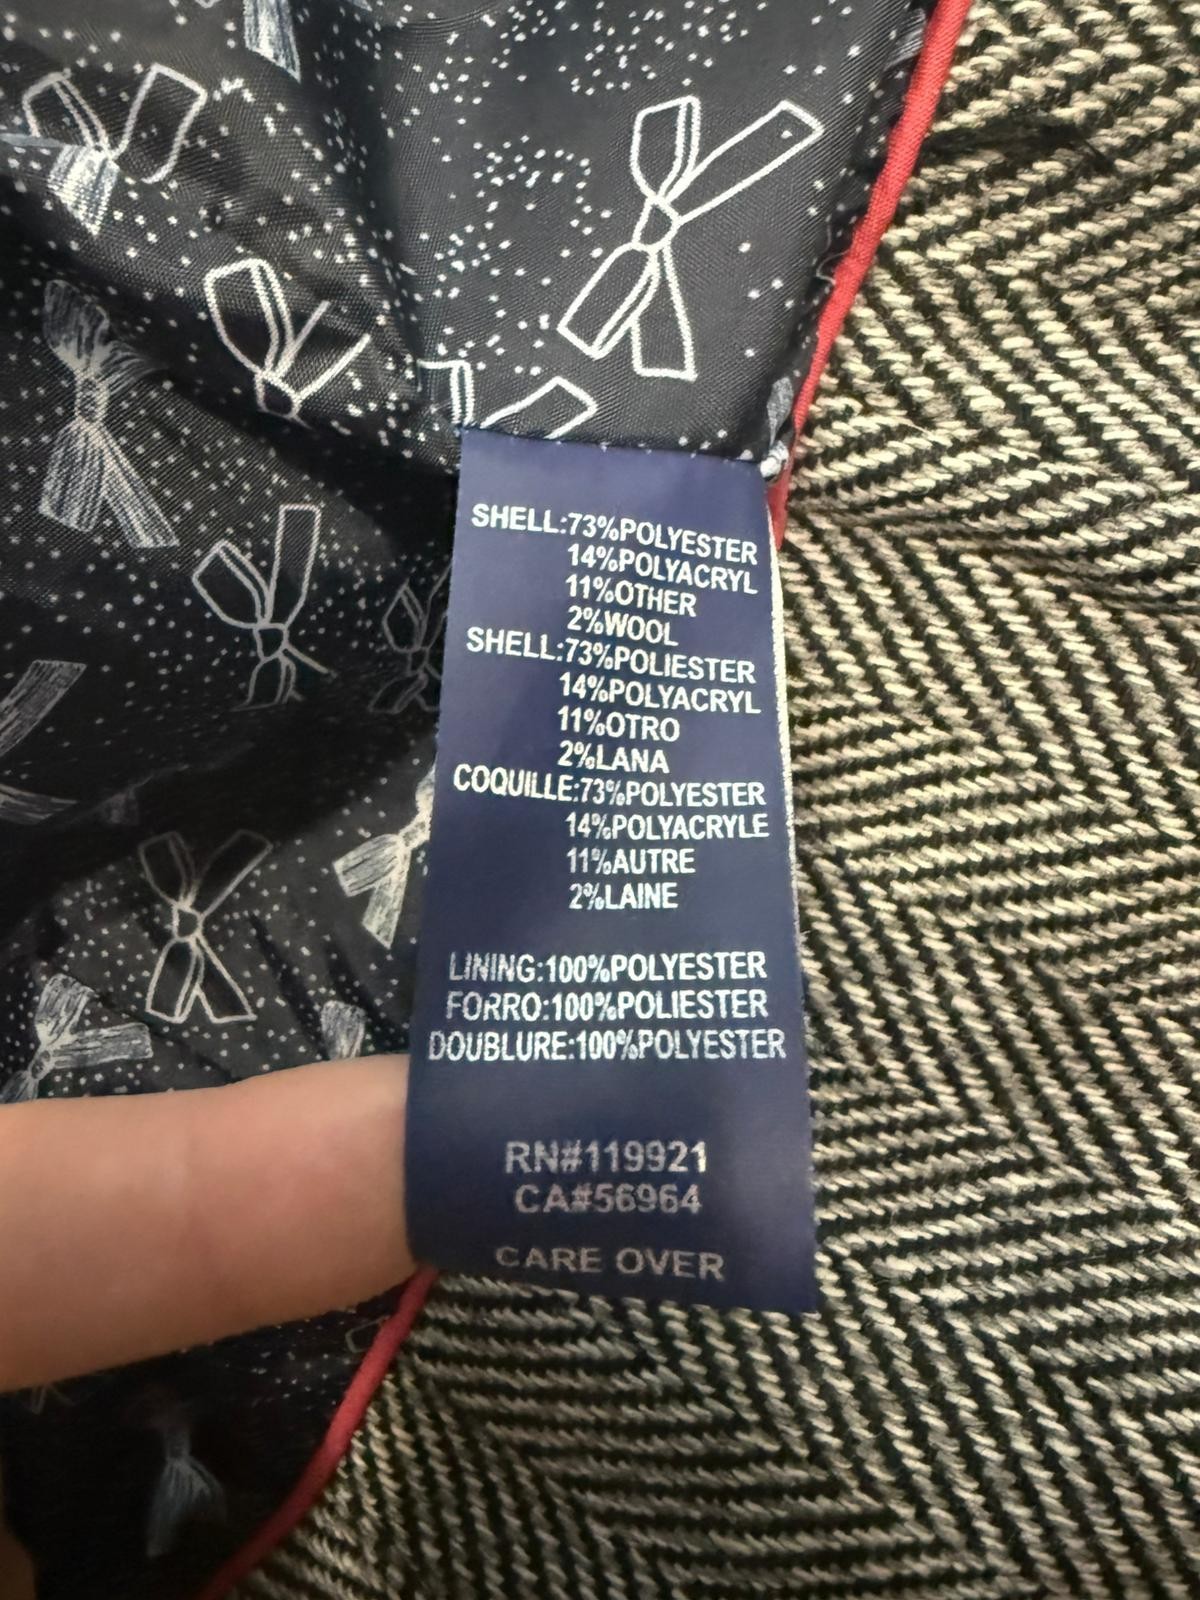 SHELL:73%POLYESTER
14%POLYACRYL
11%OTHER
2%WOOL
SHELL:73%POLIESTER
14%POLYACRYL
11%OTRO
2%LANA
COQUILLE:73%POLYESTER
14%POLYACRYLE
11%AUTRE
2%LAINE
LINING:100%POLYESTER
FORRO:100%POLIESTER
DOUBLURE:100%POLYESTER
RN#119921
CA#56964
CARE OVER